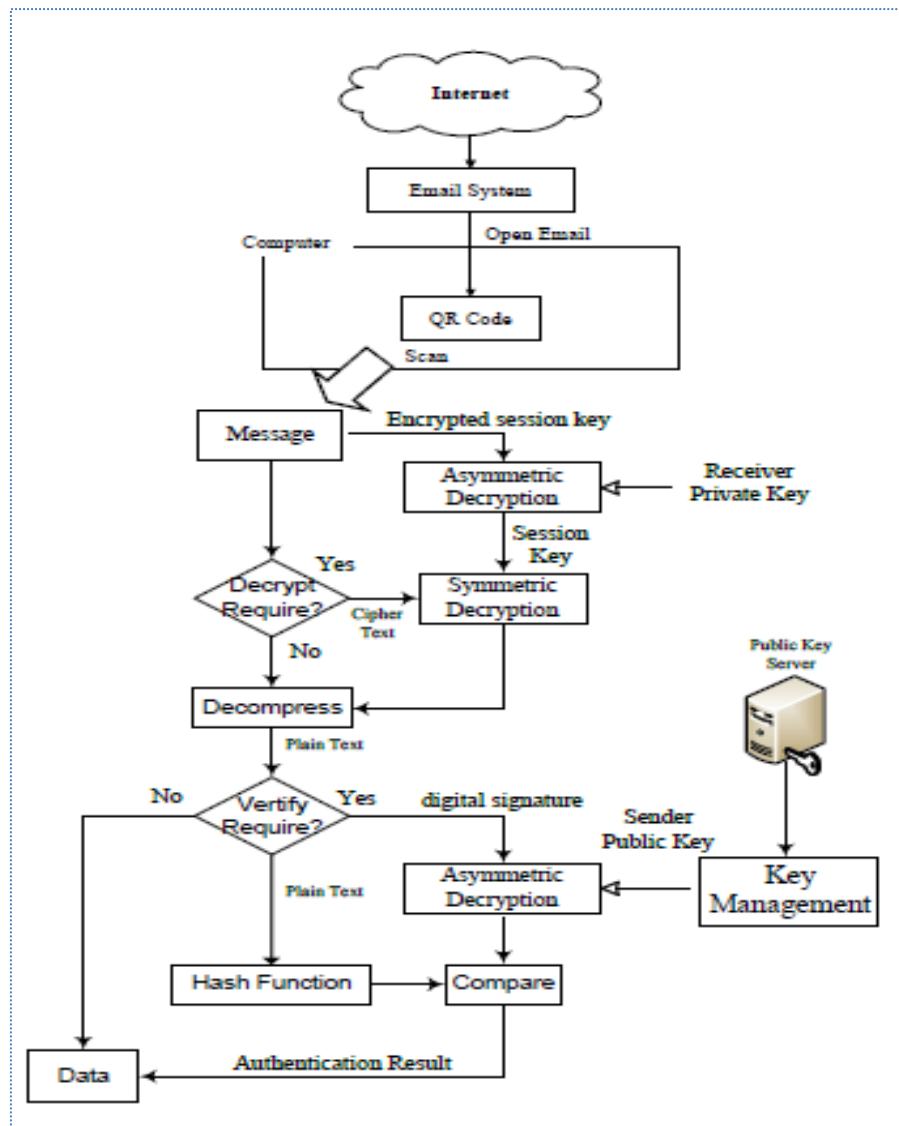 Internet
Email System
Open Email
Computer
QR Code
Scan
Message
Encrypted session key
Asymmetric
Decryption
Receiver
Private Key
Session
Key
Yes
Decrypt
Require?
Cipher
Text
Symmetric
Decryption
No
Public Key
Server
Decompress
Plain Text
No
Vertify
Require?
Yes
digital signature
Sender
Public Key
Plain Text
Asymmetric
Decryption
Key
Management
Hash Function
Compare
Authentication Result
Data